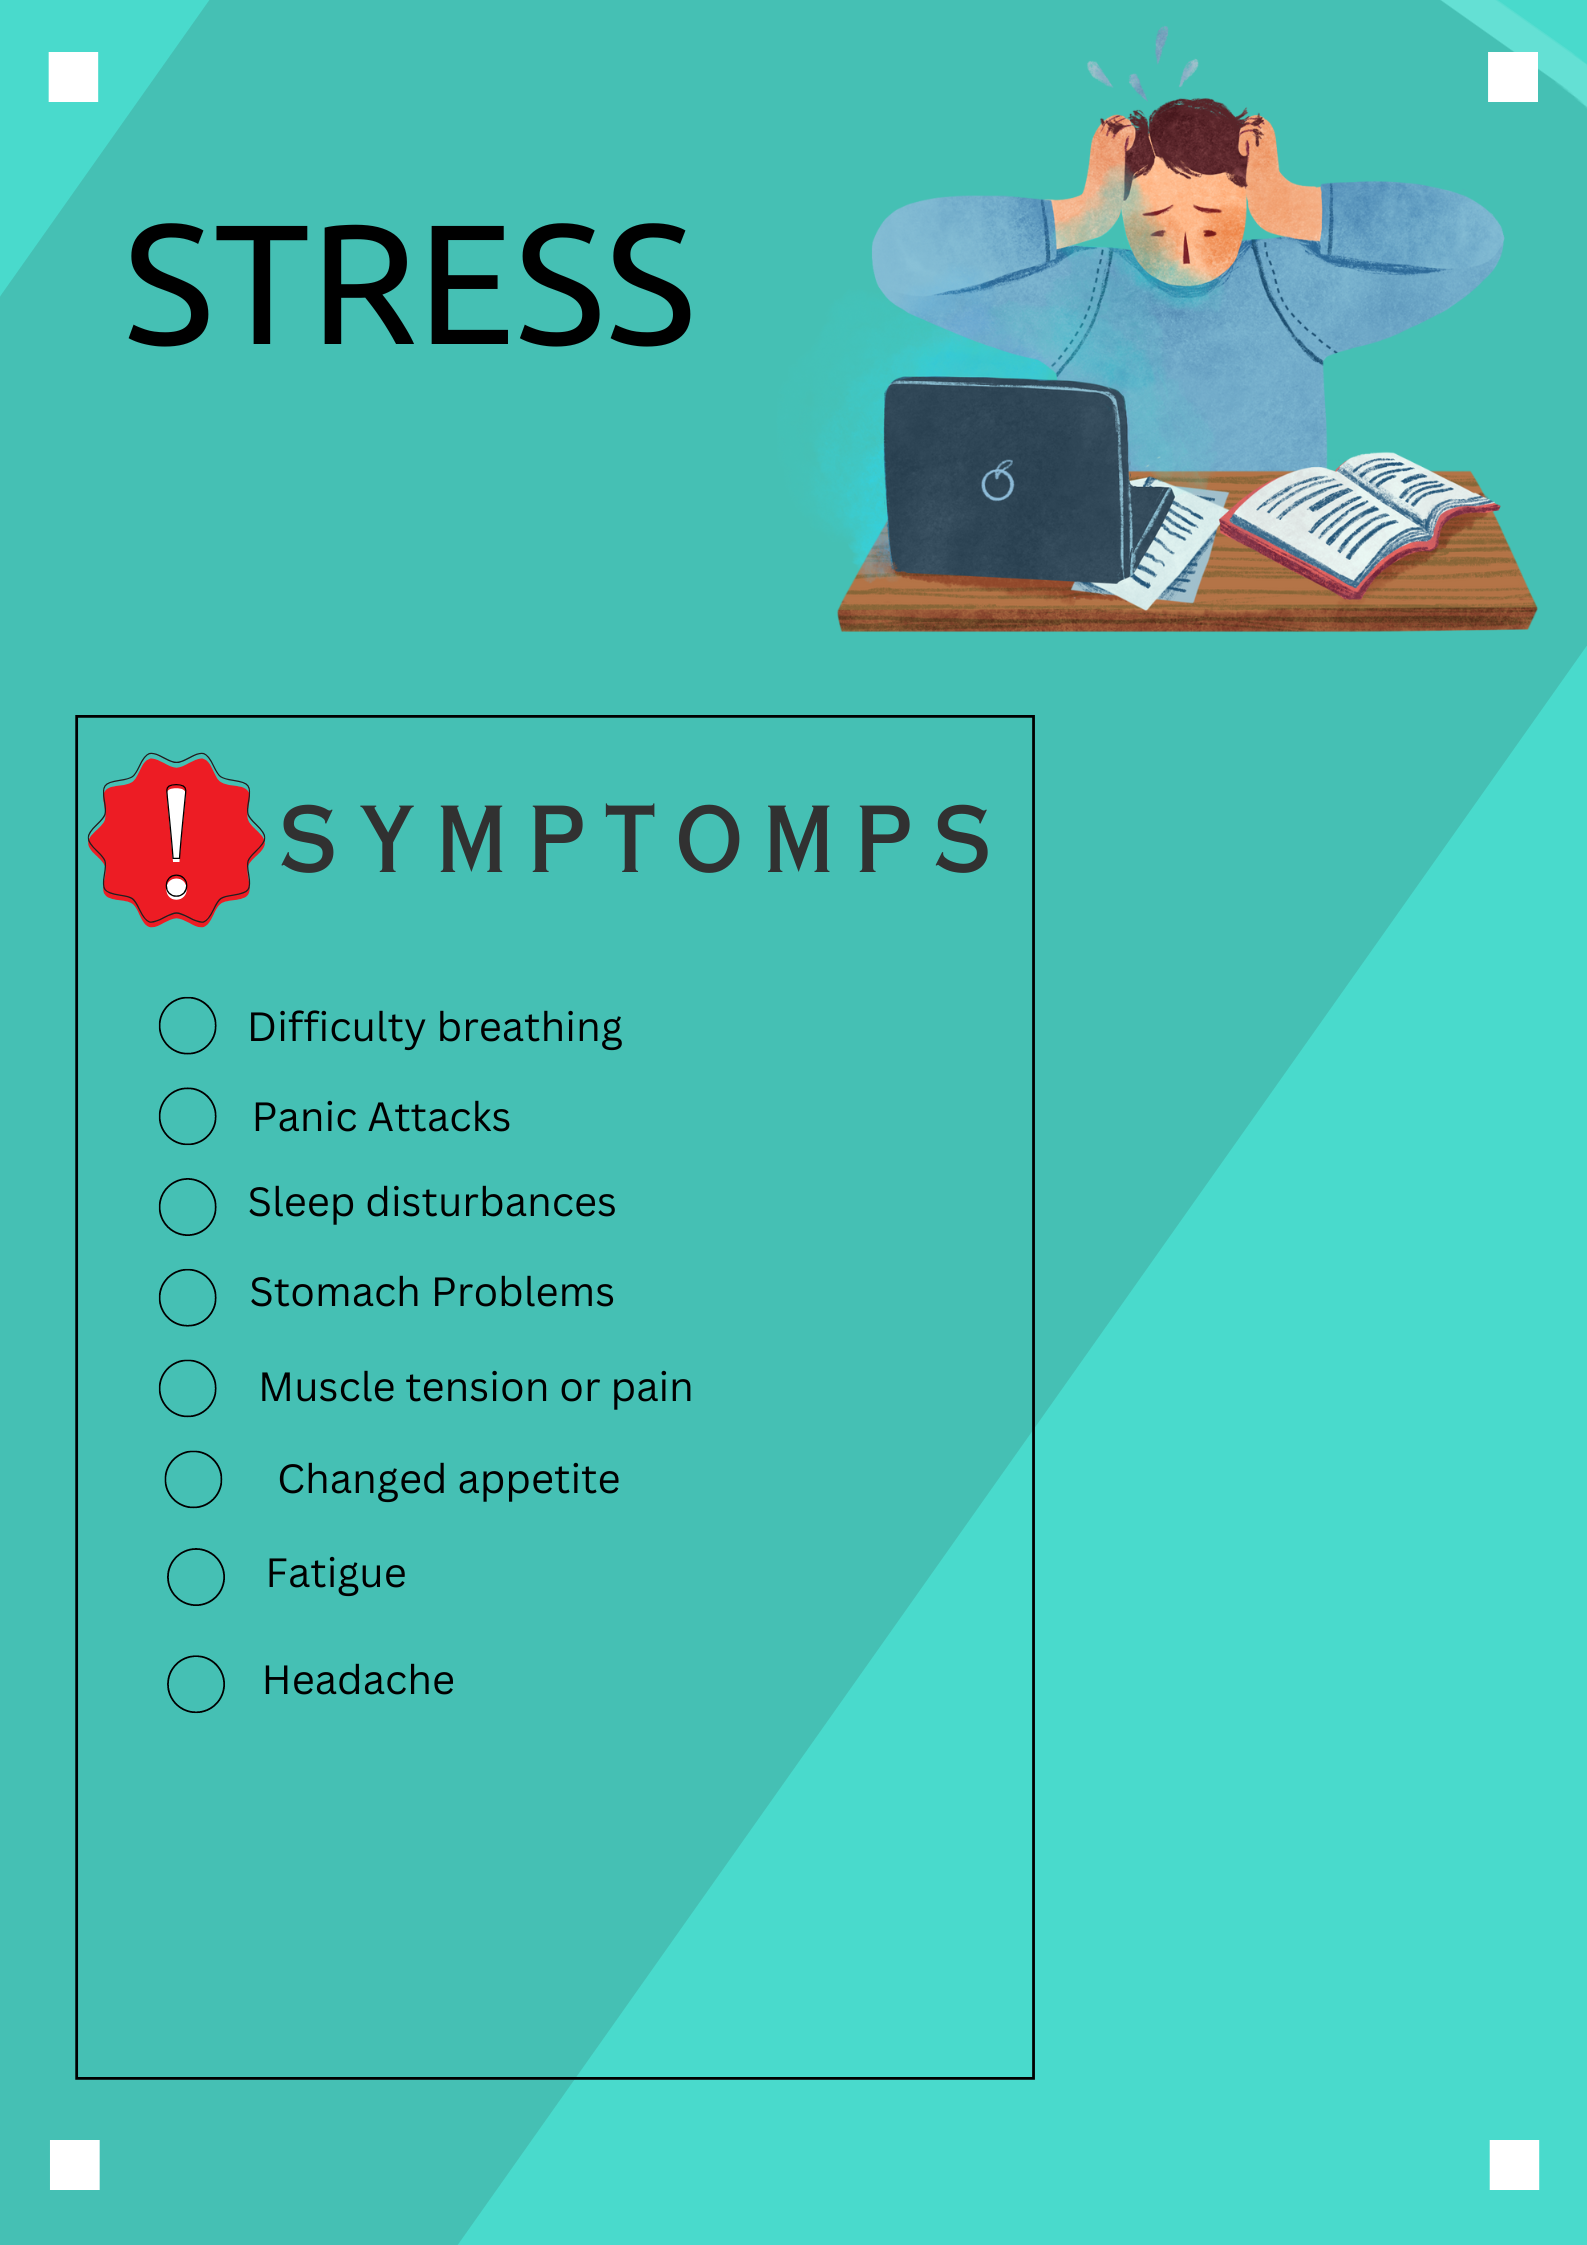 STRESS
SYMPTOMPS
Difficulty breathing
Panic Attacks
Sleep disturbances
Stomach Problems
Muscle tension or pain
Changed appetite
Fatigue
Headache